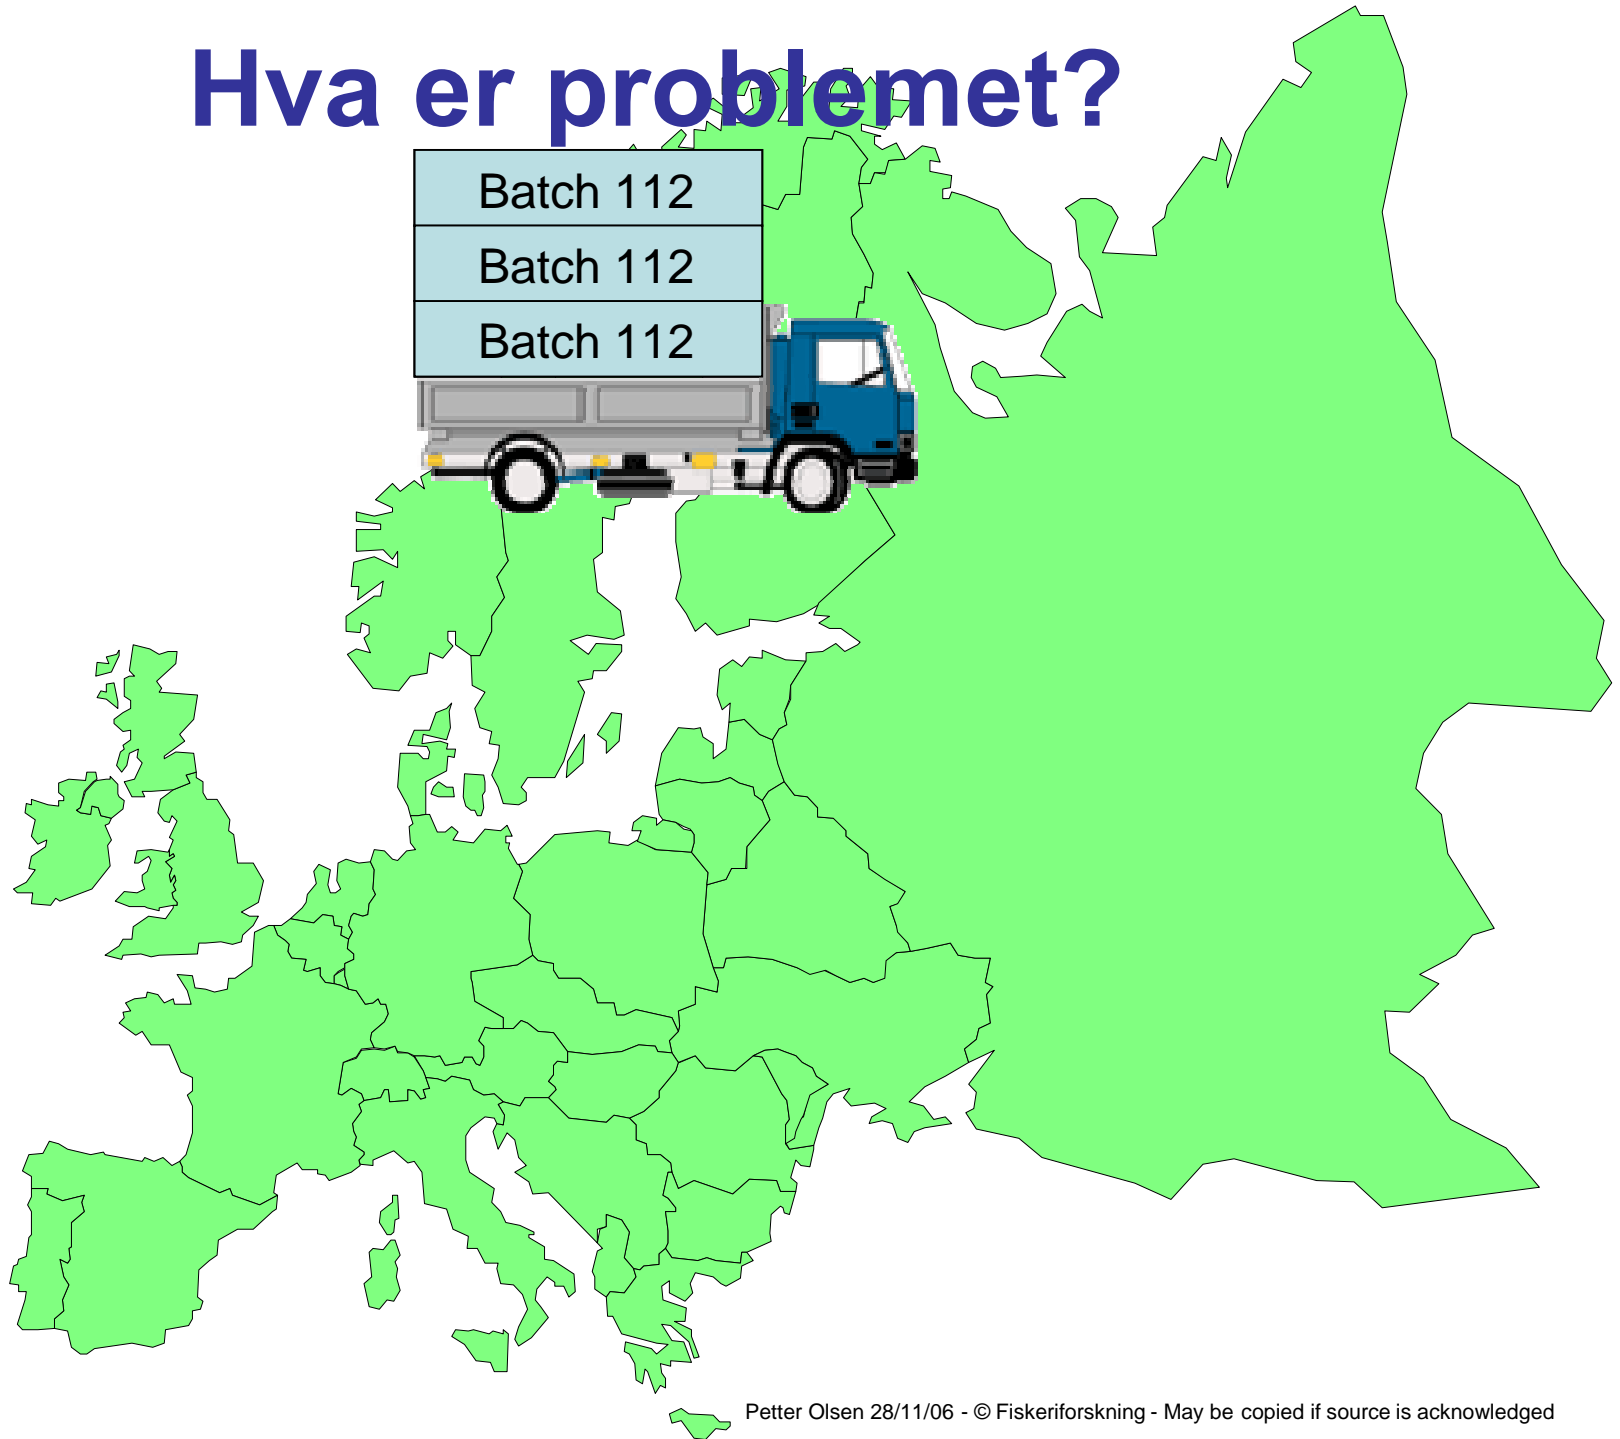 Hva er problemet?
Batch 112
Batch 112
Batch 112
Petter Olsen 28/11/06 - © Fiskeriforskning - May be copied if source is acknowledged